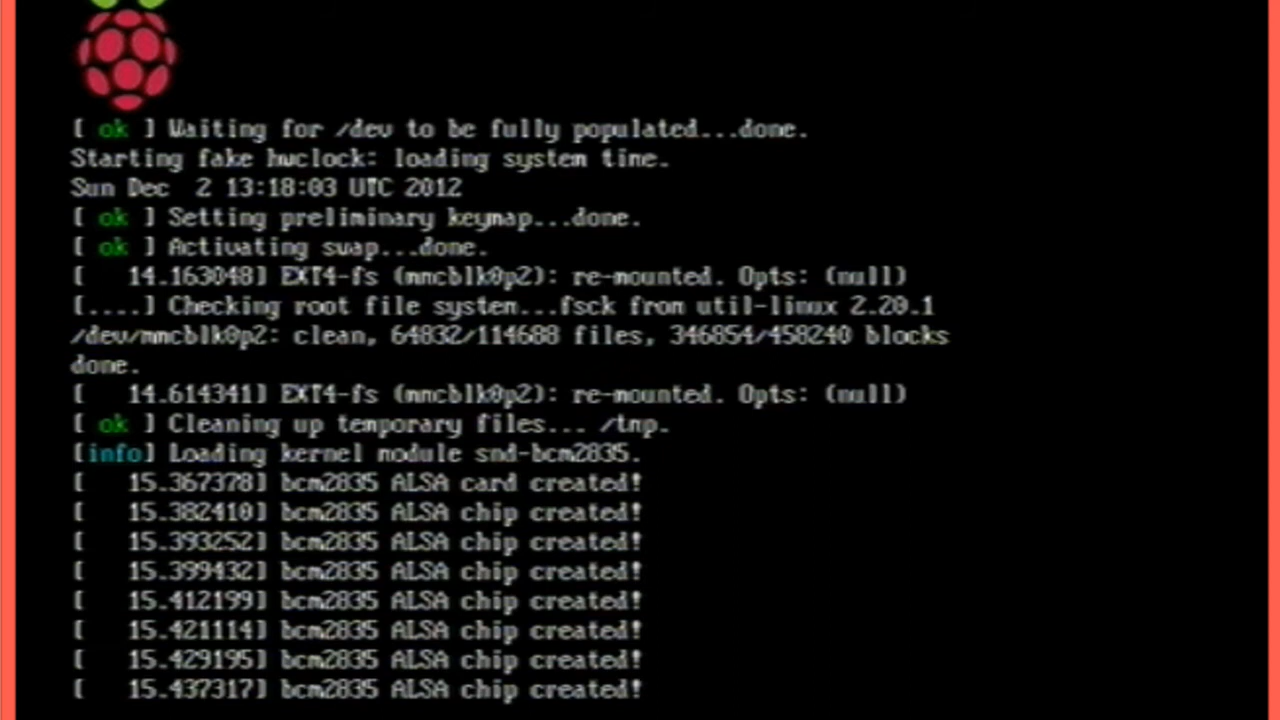 [ ok ] Waiting for /dev to be fully populated...done.
Starting fake hwclock: loading system time.
Sun Dec  2 13:18:03 UTC 2012
[ ok ] Setting preliminary keymap...done.
[ ok ] Activating swap...done.
[   14.163048] EXT4-fs (mmcblk0p2): re-mounted. Opts: (null)
[....] Checking root file system...fsck from util-linux 2.20.1
/dev/mmcblk0p2: clean, 64832/114688 files, 346854/458240 blocks
done.
[   14.614341] EXT4-fs (mmcblk0p2): re-mounted. Opts: (null)
[ ok ] Cleaning up temporary files... /tmp.
[info] Loading kernel module snd-bcm2835.
[   15.367378] bcm2835 ALSA card created!
[   15.382410] bcm2835 ALSA chip created!
[   15.393252] bcm2835 ALSA chip created!
[   15.399432] bcm2835 ALSA chip created!
[   15.412199] bcm2835 ALSA chip created!
[   15.421114] bcm2835 ALSA chip created!
[   15.429195] bcm2835 ALSA chip created!
[   15.437317] bcm2835 ALSA chip created!